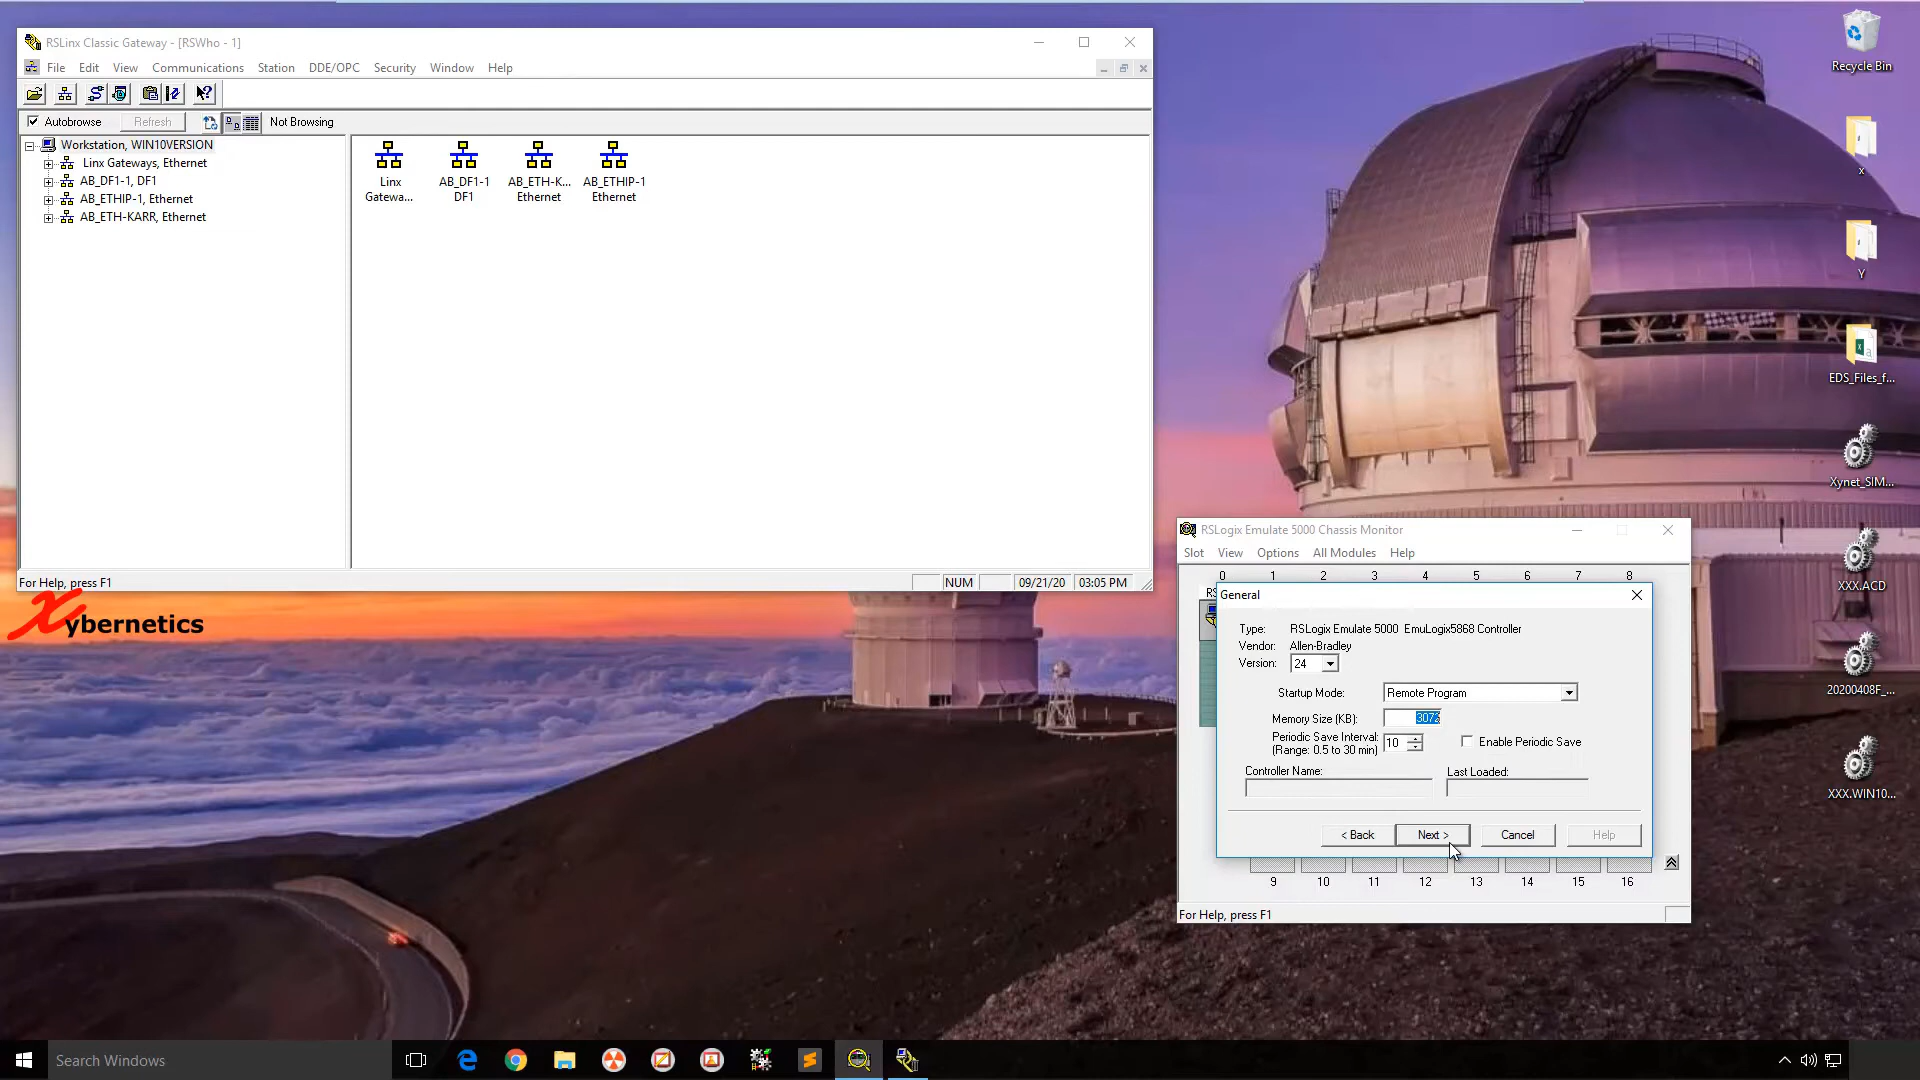 RSLinx Classic Gateway - [RSWho - 1]
File Edit View Communications Station DDE/OPC Security Window Help
Autobrowse Refresh Not Browsing
Workstation, WIN10VERSION
Linx Gateways, Ethernet
AB_DF1-1, DF1
AB_ETHIP-1, Ethernet
AB_ETH-KARR, Ethernet
Linx
Gatewa...
AB_DF1-1
DF1
AB_ETH-K...
Ethernet
AB_ETHIP-1
Ethernet
For Help, press F1
NUM 09/21/20 03:05 PM
Xybernetics
Recycle Bin
x
Y
EDS_Files_f...
Xynet_SIM...
XXX.ACD
20200408F_...
XXX.WIN10...
RSLogix Emulate 5000 Chassis Monitor
Slot View Options All Modules Help
0 1 2 3 4 5 6 7 8
RS
General
Type: RSLogix Emulate 5000 EmuLogix5868 Controller
Vendor: Allen-Bradley
Version: 24
Startup Mode: Remote Program
Memory Size (KB): 3072
Periodic Save Interval:
(Range: 0.5 to 30 min) 10 Enable Periodic Save
Controller Name: Last Loaded:
< Back Next > Cancel Help
9 10 11 12 13 14 15 16
For Help, press F1
Search Windows